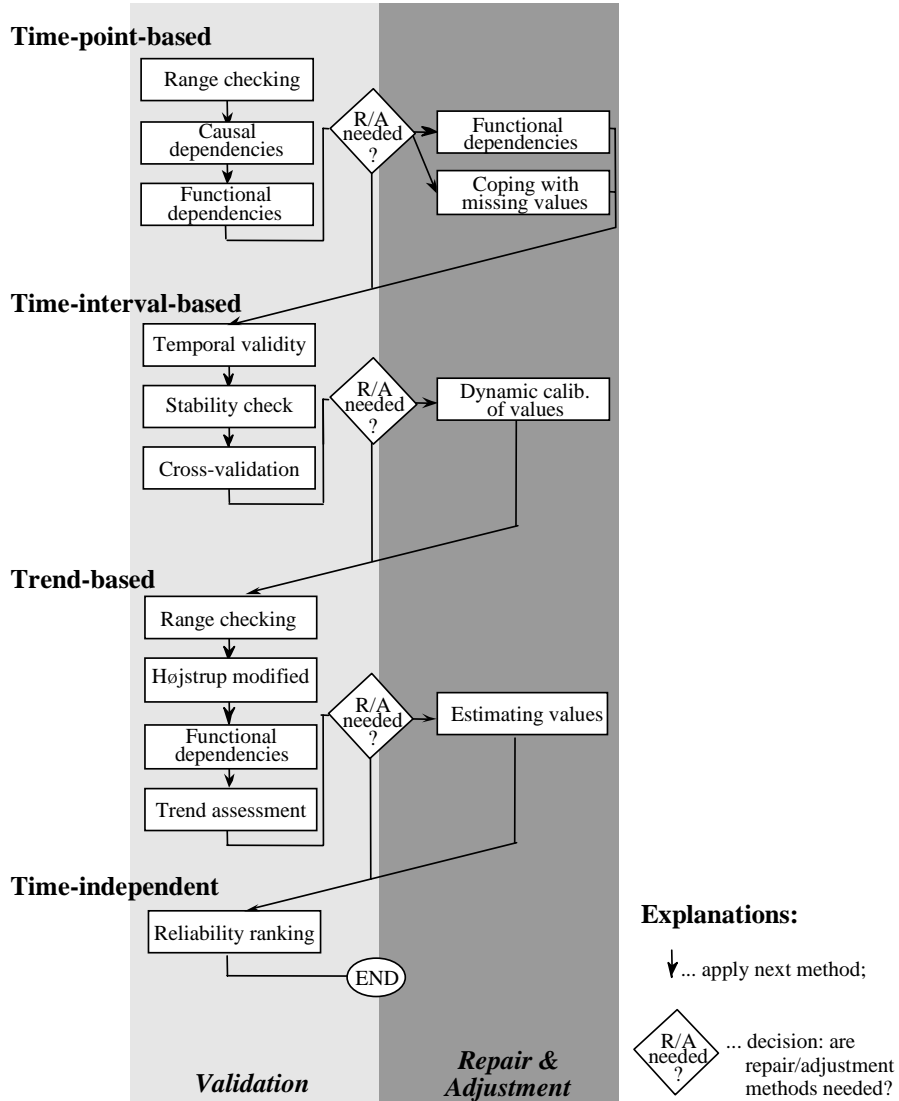 Time-point-based
Range checking
Causal
dependencies
Functional
dependencies
R/A
needed
?
Functional
dependencies
Coping with
missing values
Time-interval-based
Temporal validity
Stability check
Cross-validation
R/A
needed
?
Dynamic calib.
of values
Trend-based
Range checking
Højstrup modified
Functional
dependencies
Trend assessment
R/A
needed
?
Estimating values
Time-independent
Reliability ranking
END
Validation
Repair &
Adjustment
Explanations:
... apply next method;
R/A
needed
?
... decision: are
repair/adjustment
methods needed?